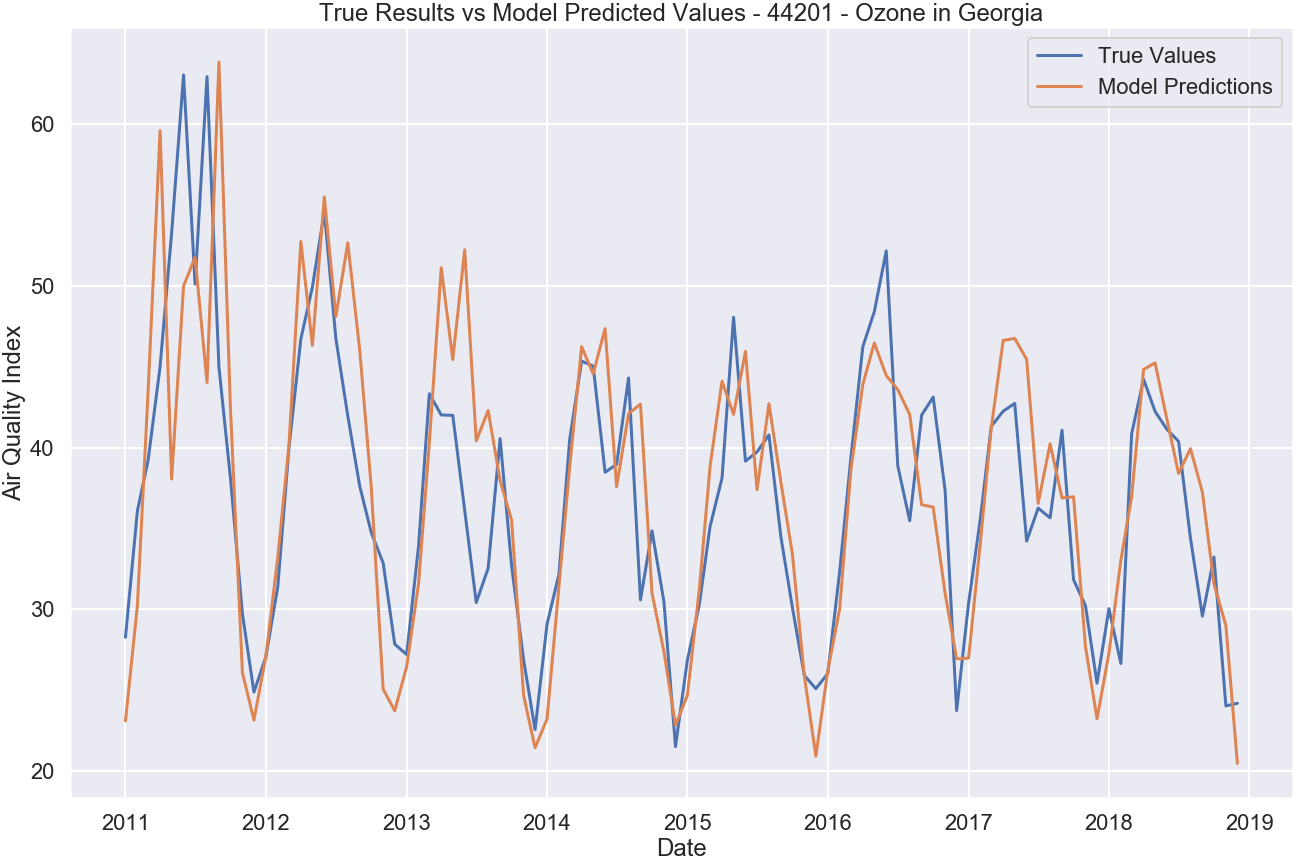 True Results vs Model Predicted Values - 44201 - Ozone in Georgia
True Values
Model Predictions
Air Quality Index
60
50
40
30
20
2011 2012 2013 2014 2015 2016 2017 2018 2019
Date